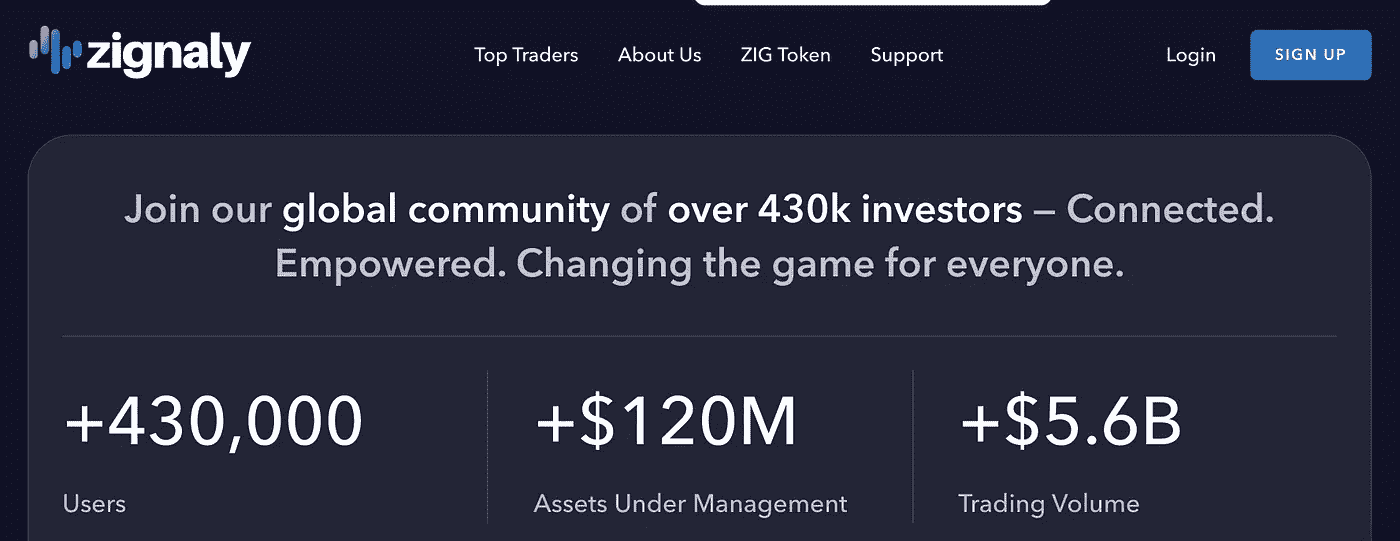 zignaly
Top Traders
About Us
ZIG Token
Support
Login
SIGN UP
Join our global community of over 430k investors – Connected.
Empowered. Changing the game for everyone.
+430,000
Users
+$120M
Assets Under Management
+$5.6B
Trading Volume